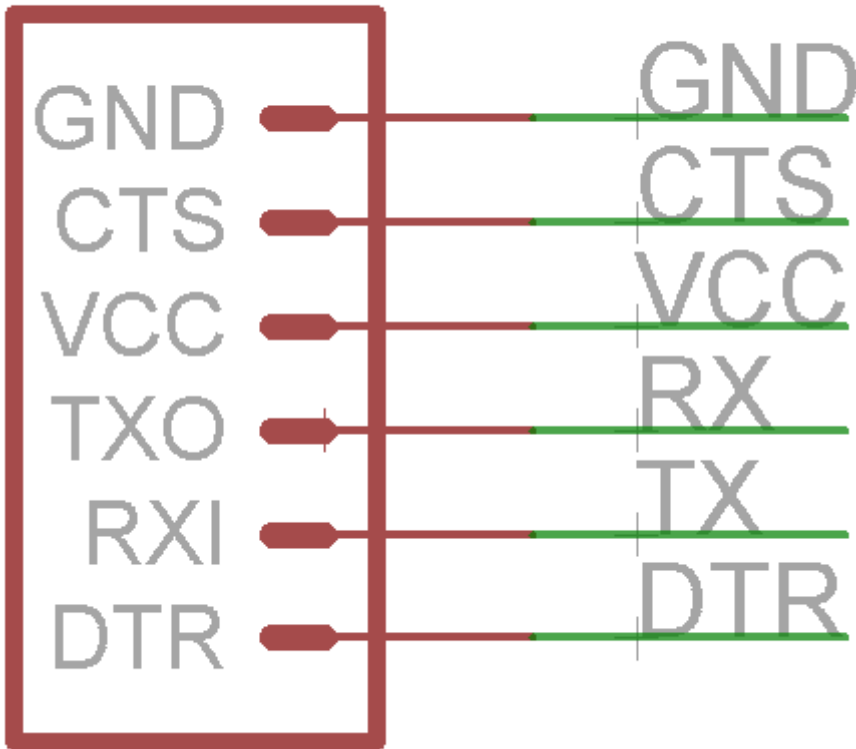 GND GND
CTS CTS
VCC VCC
TXO RX
RXI TX
DTR DTR